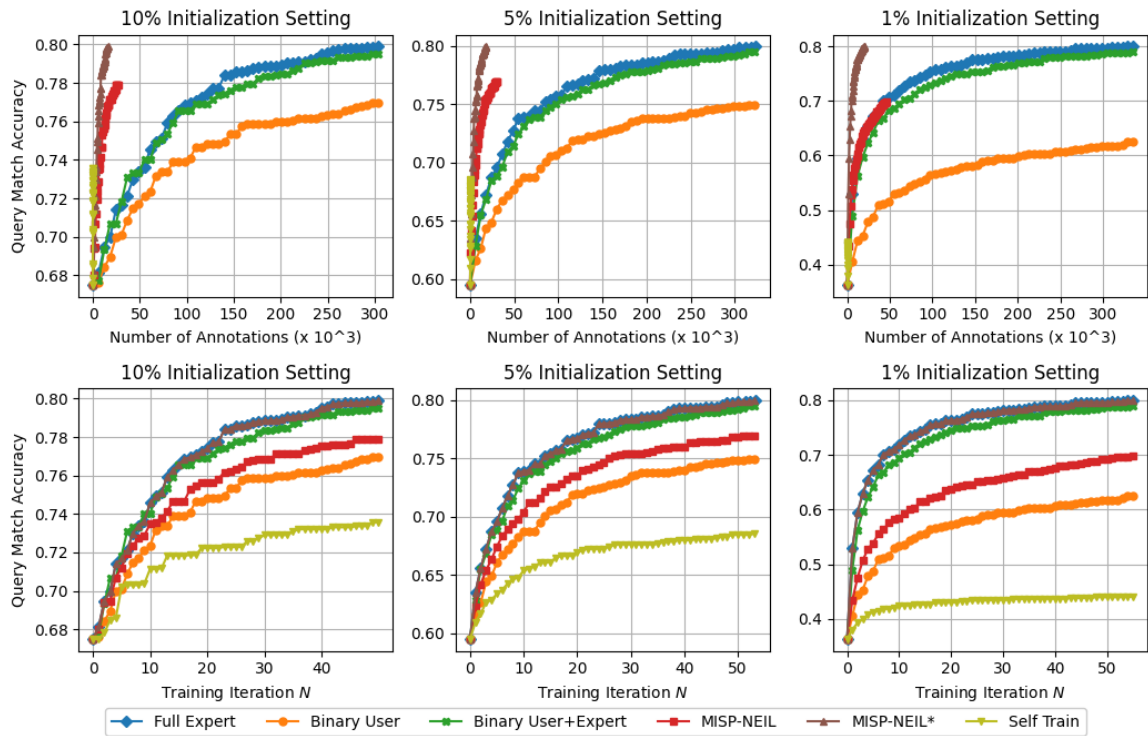 10% Initialization Setting
5% Initialization Setting
1% Initialization Setting
Query Match Accuracy
0.80
0.78
0.76
0.74
0.72
0.70
0.68
0 50 100 150 200 250 300
Number of Annotations (x 10^3)
0.80
0.75
0.70
0.65
0.60
0 50 100 150 200 250 300
Number of Annotations (x 10^3)
0.8
0.7
0.6
0.5
0.4
0 50 100 150 200 250 300
Number of Annotations (x 10^3)
10% Initialization Setting
5% Initialization Setting
1% Initialization Setting
Query Match Accuracy
0.80
0.78
0.76
0.74
0.72
0.70
0.68
0 10 20 30 40
Training Iteration N
0.80
0.75
0.70
0.65
0.60
0 10 20 30 40 50
Training Iteration N
0.8
0.7
0.6
0.5
0.4
0 10 20 30 40 50
Training Iteration N
Full Expert Binary User Binary User+Expert MISP-NEIL MISP-NEIL* Self Train